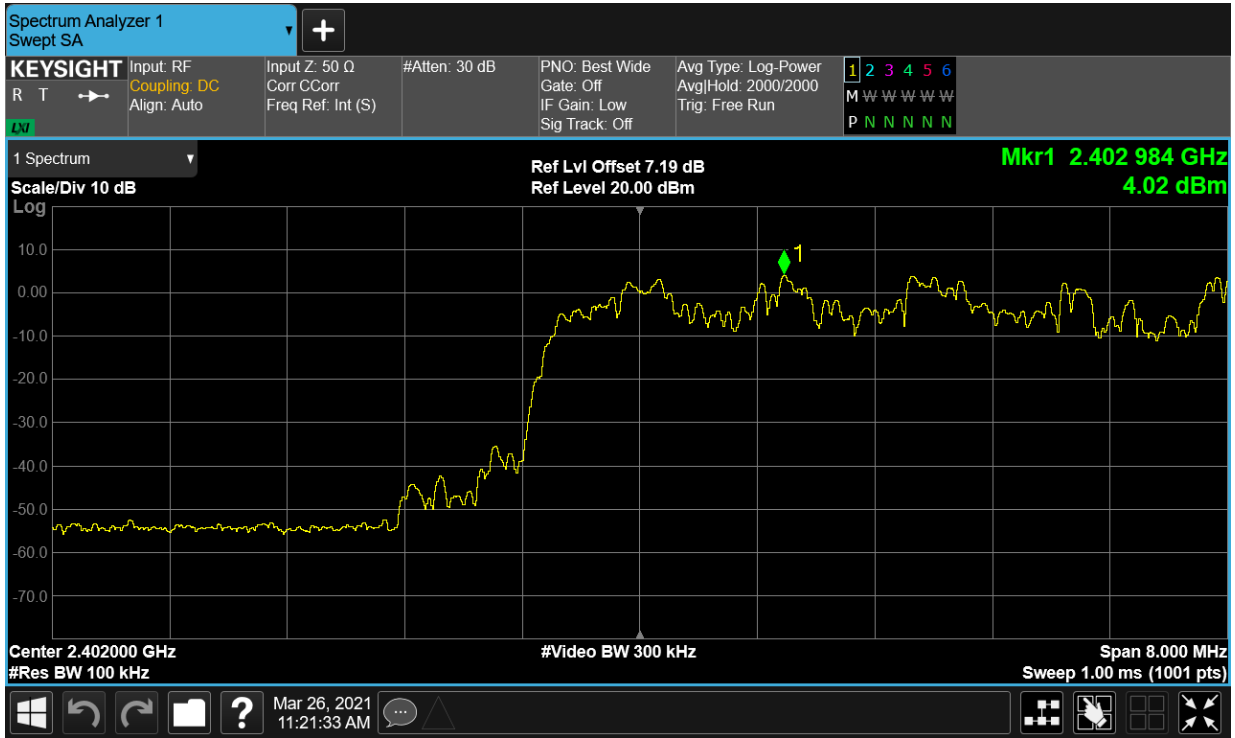 Spectrum Analyzer 1
Swept SA
KEYSIGHT
R T
LXI
Input: RF
Coupling: DC
Align: Auto
Input Z: 50 Ω
Corr CCorr
Freq Ref: Int (S)
#Atten: 30 dB
PNO: Best Wide
Gate: Off
IF Gain: Low
Sig Track: Off
Avg Type: Log-Power
Avg|Hold: 2000/2000
Trig: Free Run
1 2 3 4 5 6
M W W W W W
P N N N N N
1 Spectrum
Scale/Div 10 dB
Log
Ref Lvl Offset 7.19 dB
Ref Level 20.00 dBm
Mkr1 2.402 984 GHz
4.02 dBm
10.0
0.00
-10.0
-20.0
-30.0
-40.0
-50.0
-60.0
-70.0
1
Center 2.402000 GHz
#Res BW 100 kHz
#Video BW 300 kHz
Span 8.000 MHz
Sweep 1.00 ms (1001 pts)
?
Mar 26, 2021
11:21:33 AM